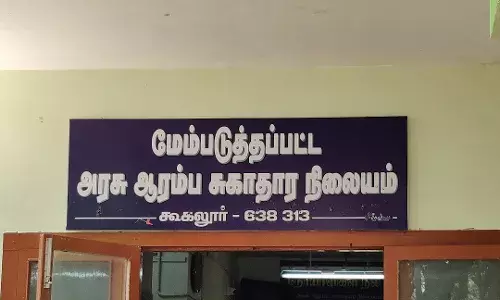 மேம்படுத்தப்பட்ட
அரசு ஆரம்ப சுகாதார நிலையம்
கூகலூர் - 638 313